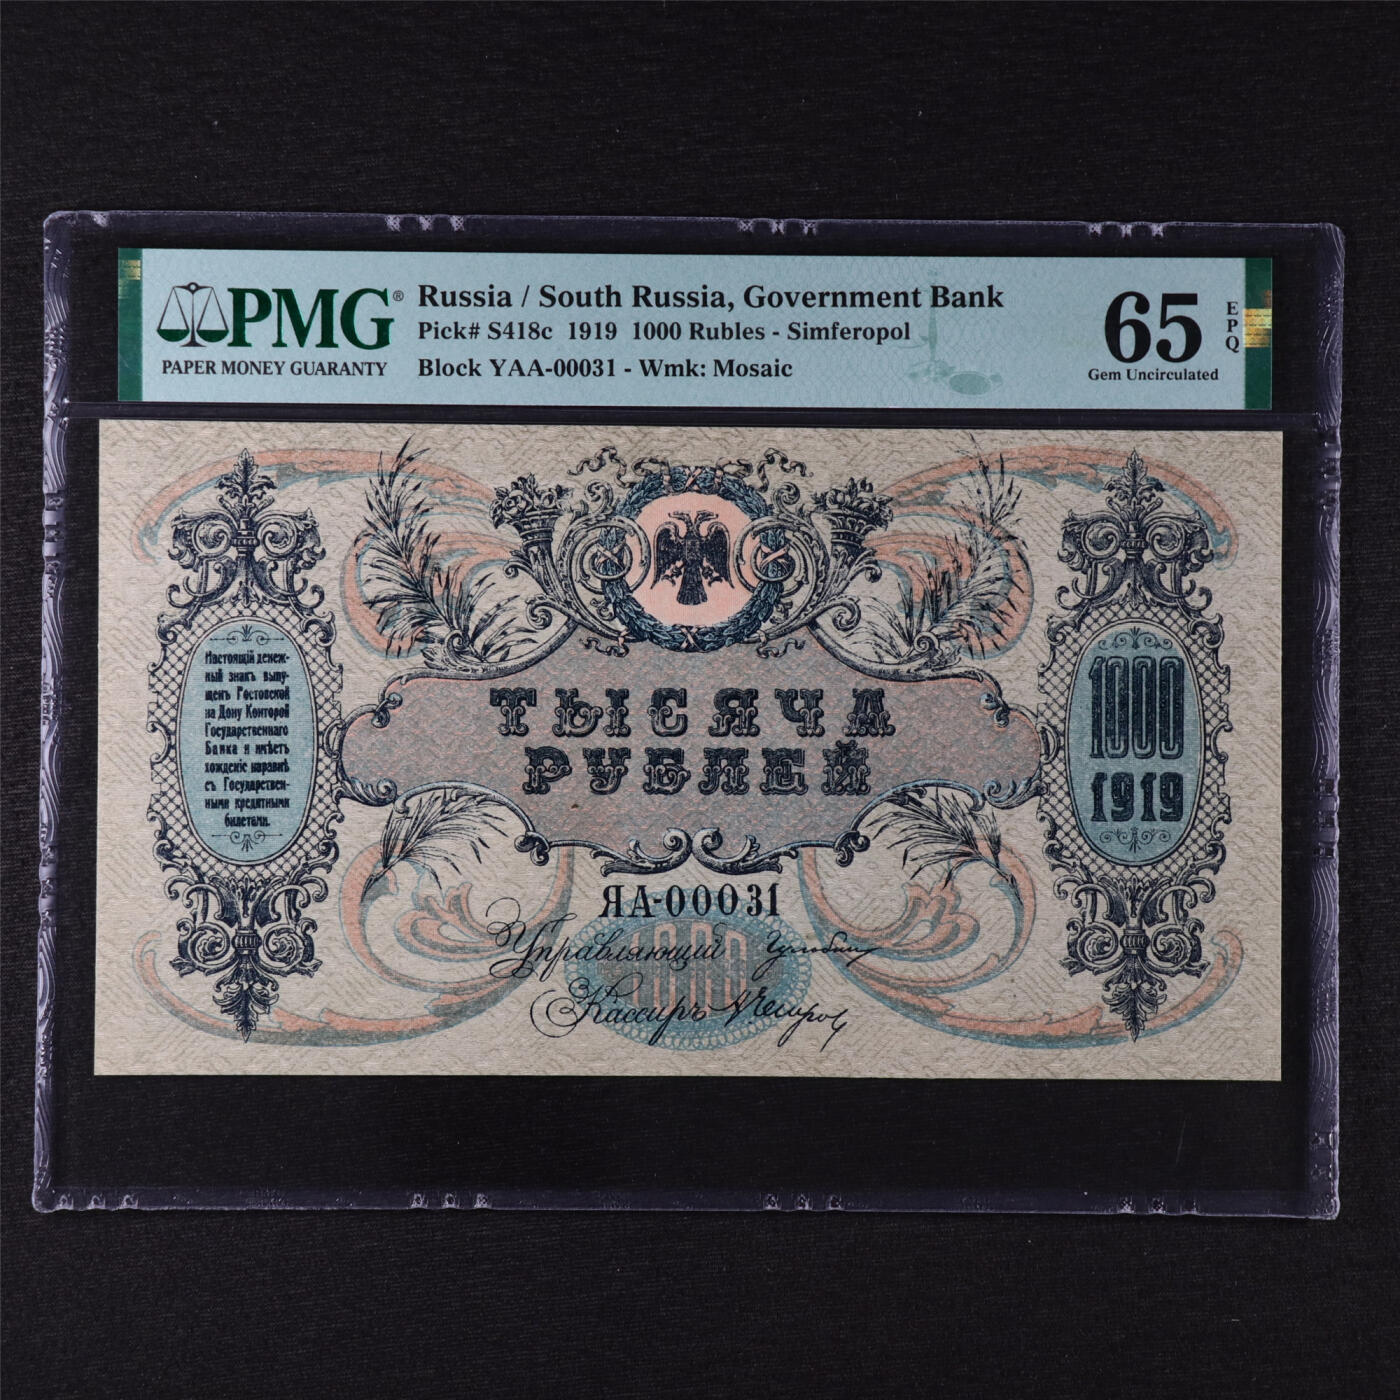 PMG®
PAPER MONEY GUARANTY
Russia / South Russia, Government Bank
Pick# S418c 1919 1000 Rubles - Simferopol
Block YAA-00031 - Wmk: Mosaic
65
EPQ
Gem Uncirculated
Настоящій денеж-
ный знакъ выпу-
щенъ Ростовской
на Дону Конторой
Государственнаго
Банка и имѣетъ
хожденіе наравнѣ
съ Государствен-
ными кредитными
билетами.
ТЫСЯЧА
РУБЛЕЙ
1000
1919
ЯА-00031
1000
Управляющій
Кассиръ